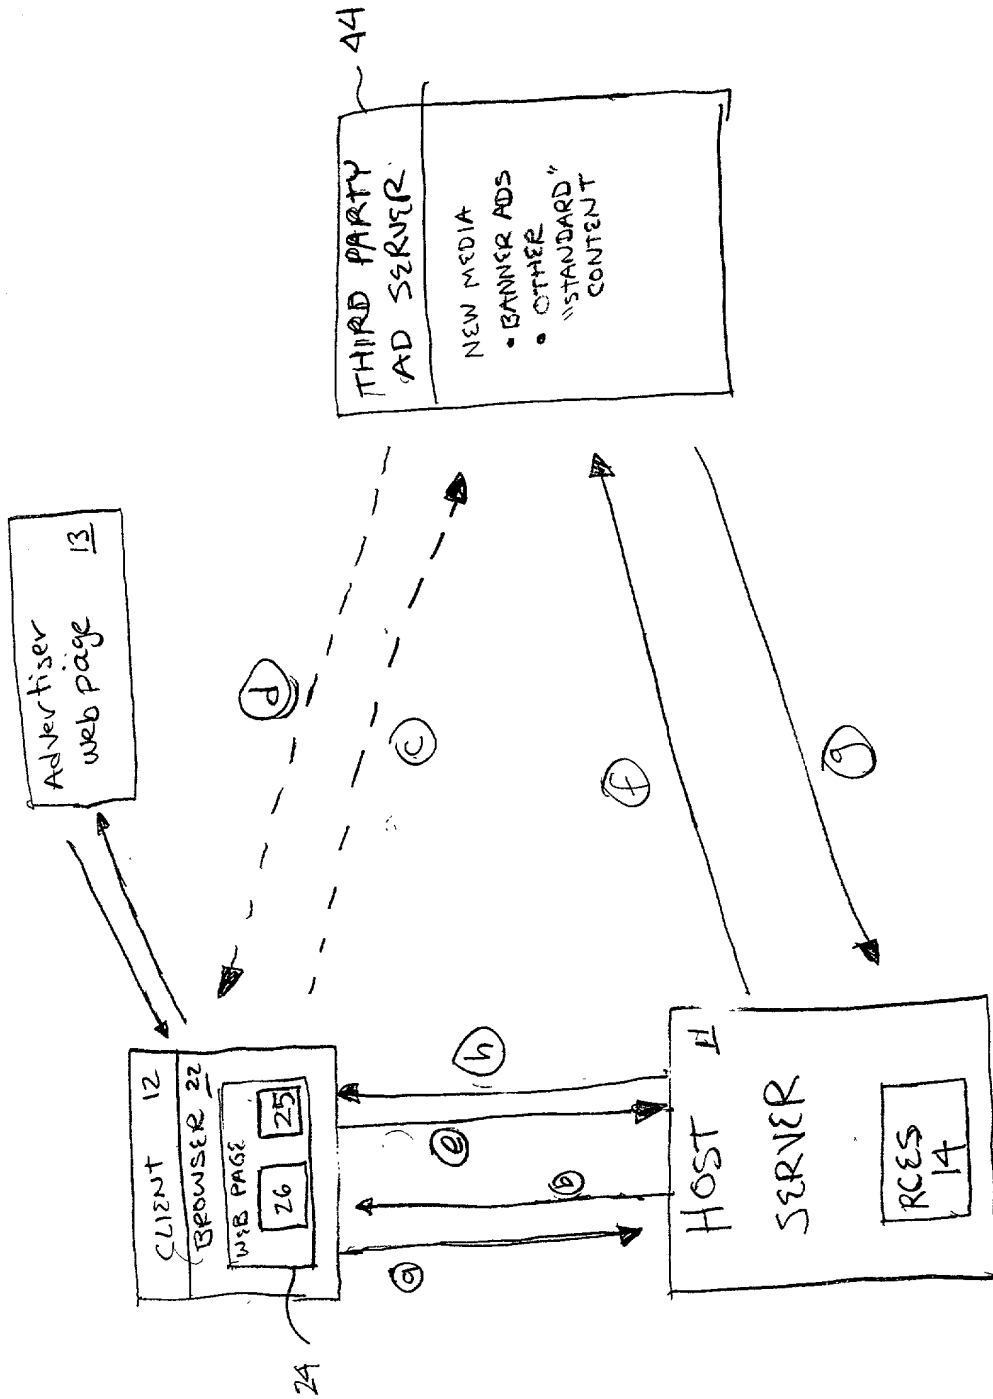 CLIENT 12
BROWSER 22
WEB PAGE
26
25
24
Advertiser
web page 13
THIRD PARTY
AD SERVER
44
NEW MEDIA
• BANNER ADS
• OTHER
"STANDARD"
CONTENT
d
c
a
b
e
h
f
g
HOST 11
SERVER
RCES
14